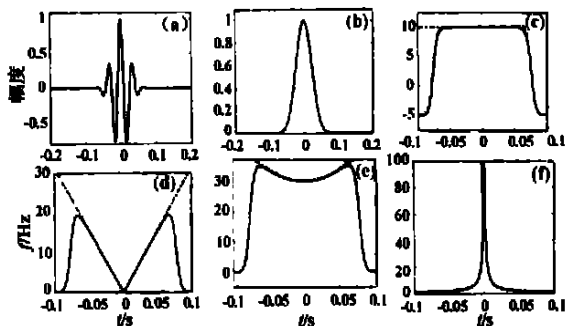 (a) (b) (c)
幅度
1 0.5 0 -0.5
1 0.8 0.6 0.4 0.2 0
10 5 0 -5
-0.2 -0.1 0 0.1 0.2
-0.2 -0.1 0 0.1 0.2
-0.1 -0.05 0 0.05 0.1
(d) (e) (f)
f/Hz
30 20 10 0
30 20 10 0
100 80 60 40 20 0
-0.1 -0.05 0 0.05 0.1
-0.1 -0.05 0 0.05 0.1
-0.1 -0.05 0 0.05 0.1
t/s t/s t/s